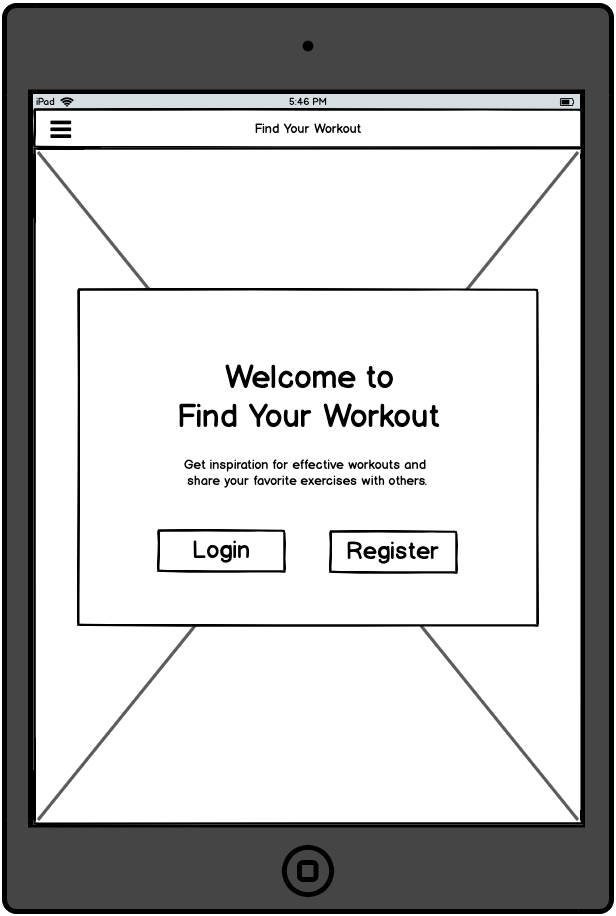 iPad 5:46 PM
Find Your Workout
Welcome to
Find Your Workout
Get inspiration for effective workouts and
share your favorite exercises with others.
Login Register